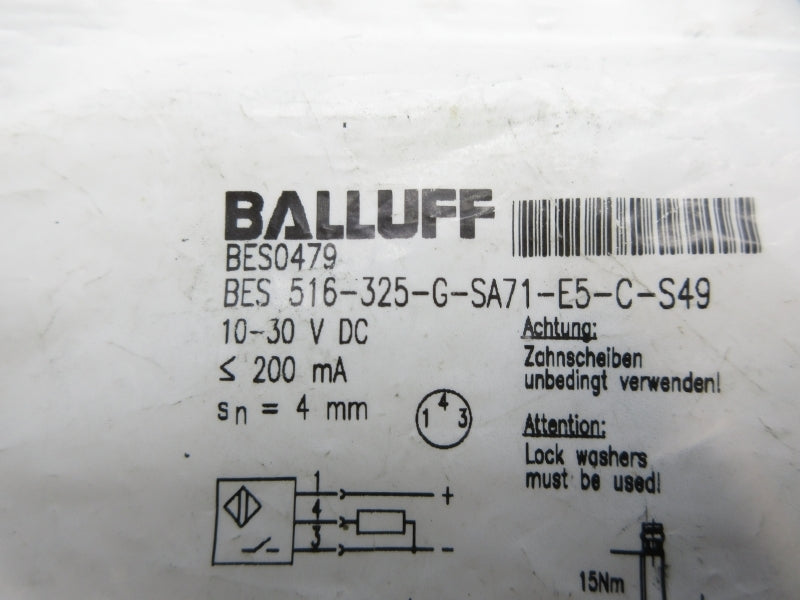 BALLUFF
BES0479
BES 516-325-G-SA71-E5-C-S49
10-30 V DC
≤ 200 mA
sn = 4 mm
1 4 3
Achtung:
Zahnscheiben
unbedingt verwenden!
Attention:
Lock washers
must be used!
1 +
4
3 -
15Nm